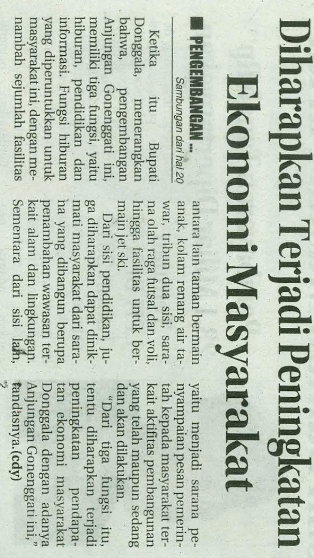 Diharapkan Terjadi Peningkatan
Ekonomi Masyarakat
■ PENGEMBANGAN ...
Sambungan dari hal 20
Ketika itu Bupati
Donggala, menerangkan
bahwa, pengembangan
Anjungan Gonenggati ini,
memiliki tiga fungsi, yaitu
hiburan, pendidikan dan
informasi. Fungsi hiburan
yang diperuntukkan untuk
masyarakat ini, dengan me-
nambah sejumlah fasilitas
antara lain taman bermain
anak, kolam renang air ta-
war, tribun dua sisi, sara-
na olah raga futsal dan voli,
hingga fasilitas untuk ber-
main jet ski.
Dari sisi pendidikan, ju-
ga diharapkan dapat dinik-
mati masyarakat dari sara-
na yang dibangun berupa
penambahan wawasan ter-
kait alam dan lingkungan.
Sementara dari sisi lain,
yaitu menjadi sarana pe-
nyampaian pesan pemerin-
tah kepada masyarakat ter-
kait aktifitas pembangunan
yang telah maupun sedang
dan akan dilakukan.
"Dari tiga fungsi itu,
tentu diharapkan terjadi
peningkatan pendapa-
tan ekonomi masyarakat
Donggala dengan adanya
Anjungan Gonenggati ini,"
tandasnya.(cdy)